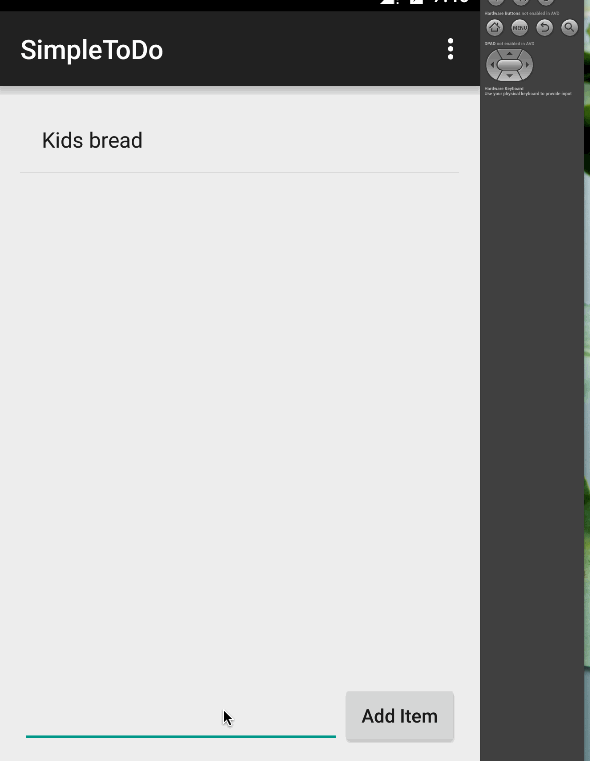 SimpleToDo
Hardware Buttons not enabled in AVD
MENU
DPAD not enabled in AVD
Hardware Keyboard
Use your physical keyboard to provide input
Kids bread
Add Item